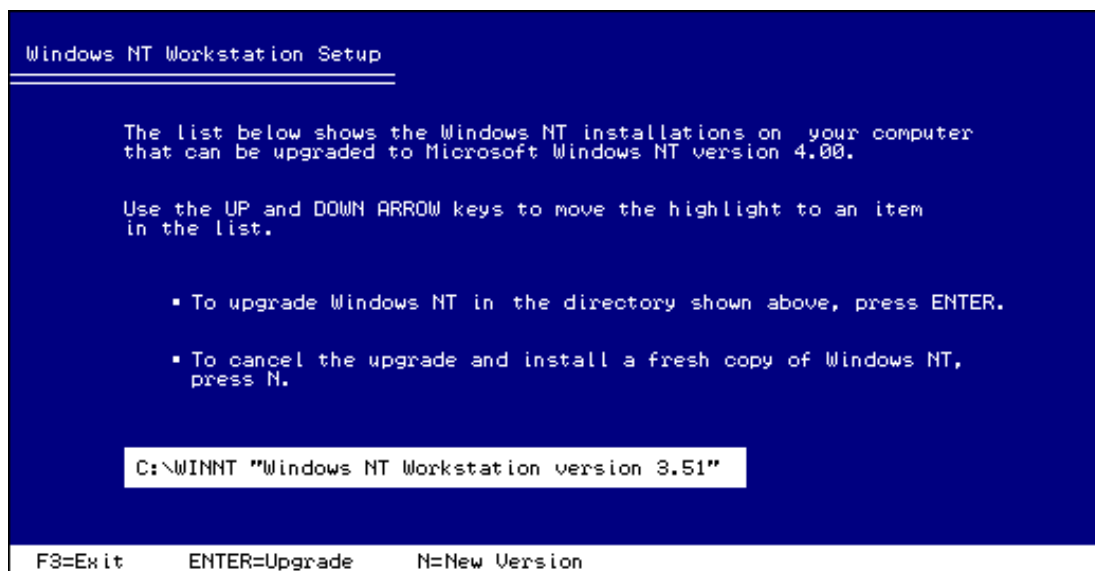 Windows NT Workstation Setup
The list below shows the Windows NT installations on your computer
that can be upgraded to Microsoft Windows NT version 4.00.
Use the UP and DOWN ARROW keys to move the highlight to an item
in the list.
▪ To upgrade Windows NT in the directory shown above, press ENTER.
▪ To cancel the upgrade and install a fresh copy of Windows NT,
press N.
C:\WINNT "Windows NT Workstation version 3.51"
F3=Exit ENTER=Upgrade N=New Version